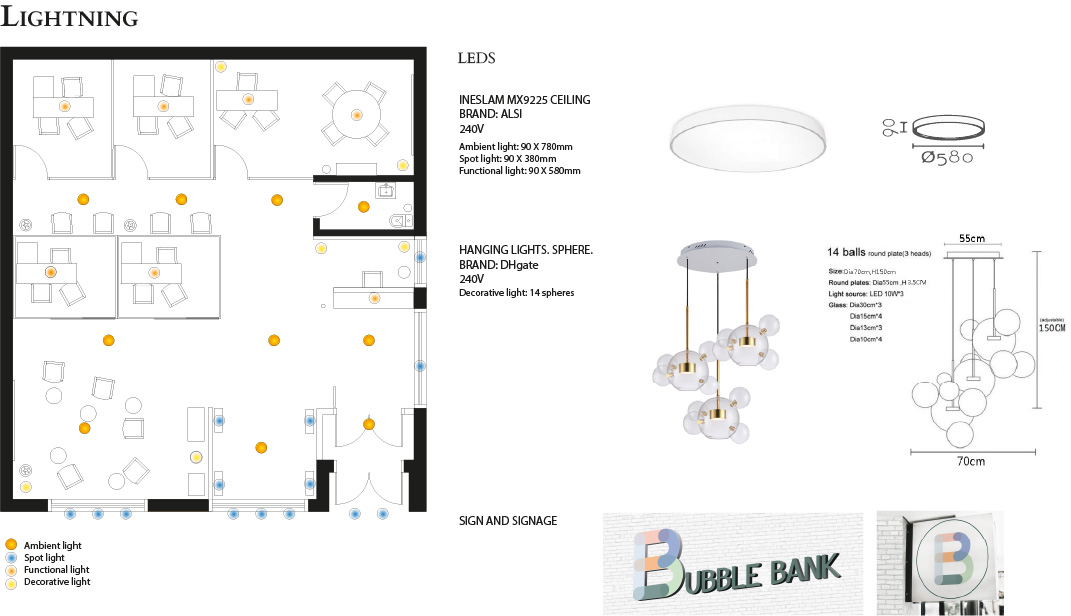 LIGHTNING
LEDS
INESLAM MX9225 CEILING
BRAND: ALSI
240V
Ambient light: 90 X 780mm
Spot light: 90 X 380mm
Functional light: 90 X 580mm
90
Ø580
HANGING LIGHTS. SPHERE.
BRAND: DHgate
240V
Decorative light: 14 spheres
14 balls round plate(3 heads)
Size:Dia70cm,H150cm
Round plates: Dia55cm ,H 3.5CM
Light source: LED 10W*3
Glass: Dia30cm*3
Dia15cm*4
Dia13cm*3
Dia10cm*4
55cm
(adjustable)
150CM
70cm
SIGN AND SIGNAGE
BUBBLE BANK
B
Ambient light
Spot light
Functional light
Decorative light